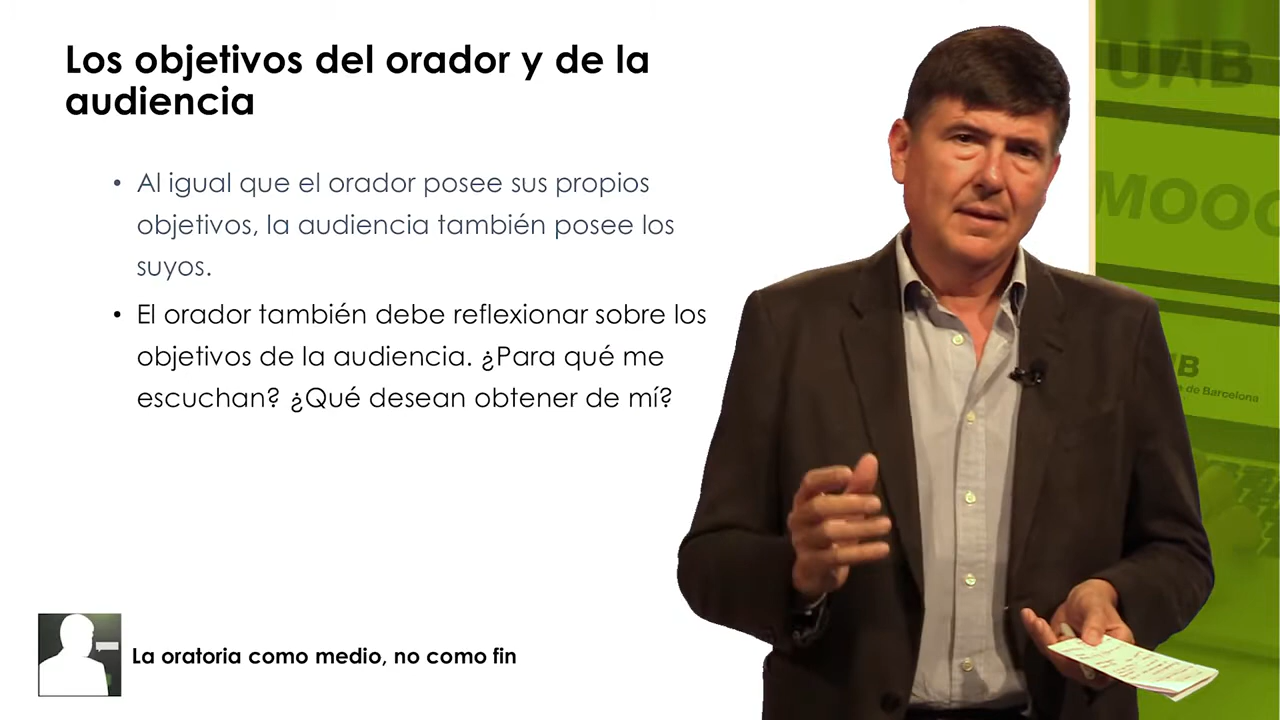 Los objetivos del orador y de la
audiencia
• Al igual que el orador posee sus propios
objetivos, la audiencia también posee los
suyos.
• El orador también debe reflexionar sobre los
objetivos de la audiencia. ¿Para qué me
escuchan? ¿Qué desean obtener de mí?
La oratoria como medio, no como fin
UAB
MOOC
de Barcelona